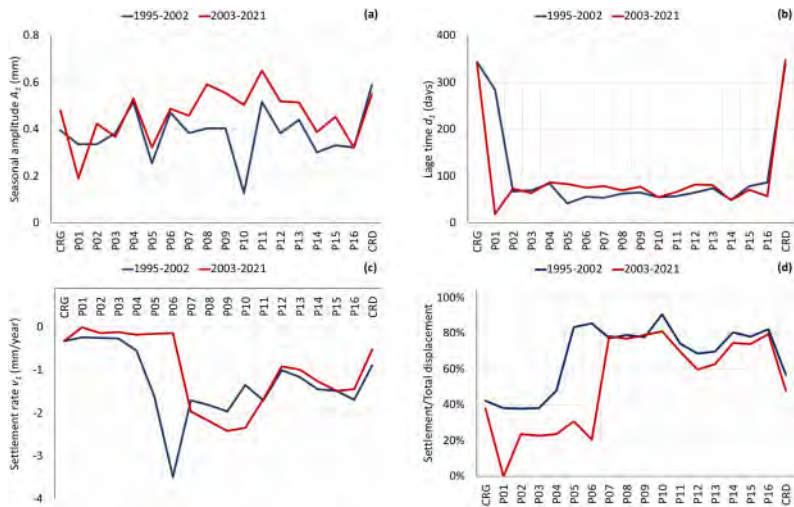 1995-2002 2003-2021 (a)
Seasonal amplitude A₁ (mm)
0.8
0.6
0.4
0.2
0
CRG P01 P02 P03 P04 P05 P06 P07 P08 P09 P10 P11 P12 P13 P14 P15 P16 CRD
1995-2002 2003-2021 (b)
Lage time d₁ (days)
400
300
200
100
0
CRG P01 P02 P03 P04 P05 P06 P07 P08 P09 P10 P11 P12 P13 P14 P15 P16 CRD
1995-2002 2003-2021 (c)
CRG P01 P02 P03 P04 P05 P06 P07 P08 P09 P10 P11 P12 P13 P14 P15 P16 CRD
Settlement rate v₁ (mm/year)
0
-1
-2
-3
-4
1995-2002 2003-2021 (d)
Settlement/Total displacement
100%
80%
60%
40%
20%
0%
CRG P01 P02 P03 P04 P05 P06 P07 P08 P09 P10 P11 P12 P13 P14 P15 P16 CRD